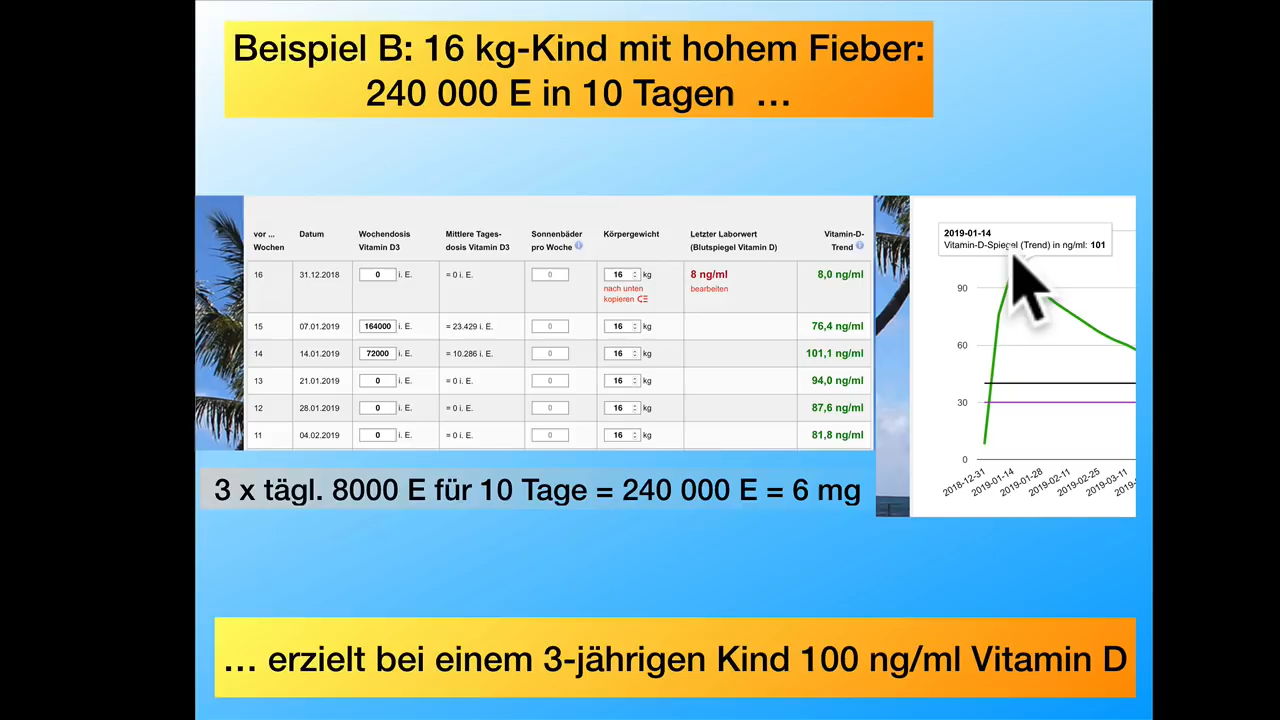 Beispiel B: 16 kg-Kind mit hohem Fieber:
240 000 E in 10 Tagen …
vor ... Datum Wochendosis Mittlere Tages- Sonnenbäder Körpergewicht Letzter Laborwert Vitamin-D-
Wochen Vitamin D3 dosis Vitamin D3 pro Woche (Blutspiegel Vitamin D) Trend
16 31.12.2018 0 i. E. = 0 i. E. 0 16 kg 8 ng/ml 8,0 ng/ml
nach unten bearbeiten
kopieren
15 07.01.2019 164000 i. E. = 23.429 i. E. 0 16 kg 76,4 ng/ml
14 14.01.2019 72000 i. E. = 10.286 i. E. 0 16 kg 101,1 ng/ml
13 21.01.2019 0 i. E. = 0 i. E. 0 16 kg 94,0 ng/ml
12 28.01.2019 0 i. E. = 0 i. E. 0 16 kg 87,6 ng/ml
11 04.02.2019 0 i. E. = 0 i. E. 0 16 kg 81,8 ng/ml
2019-01-14
Vitamin-D-Spiegel (Trend) in ng/ml: 101
90
60
30
0
2018-12-31 2019-01-14 2019-01-28 2019-02-11 2019-02-25 2019-03-11
3 x tägl. 8000 E für 10 Tage = 240 000 E = 6 mg
… erzielt bei einem 3-jährigen Kind 100 ng/ml Vitamin D